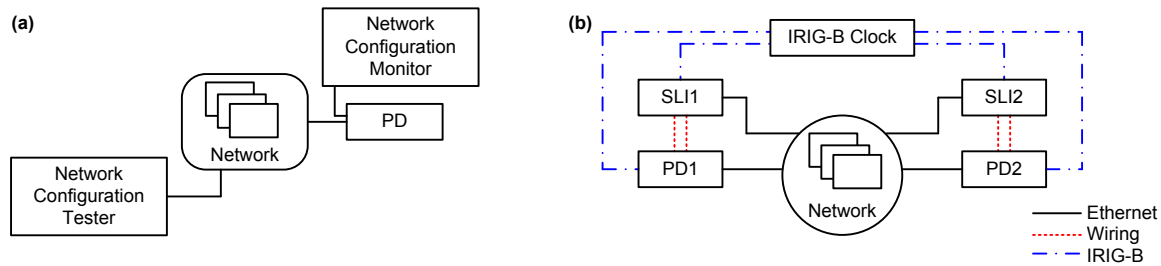 (a)
Network
Configuration
Monitor
PD
Network
Network
Configuration
Tester
(b)
IRIG-B Clock
SLI1
SLI2
PD1
PD2
Network
Ethernet
Wiring
IRIG-B